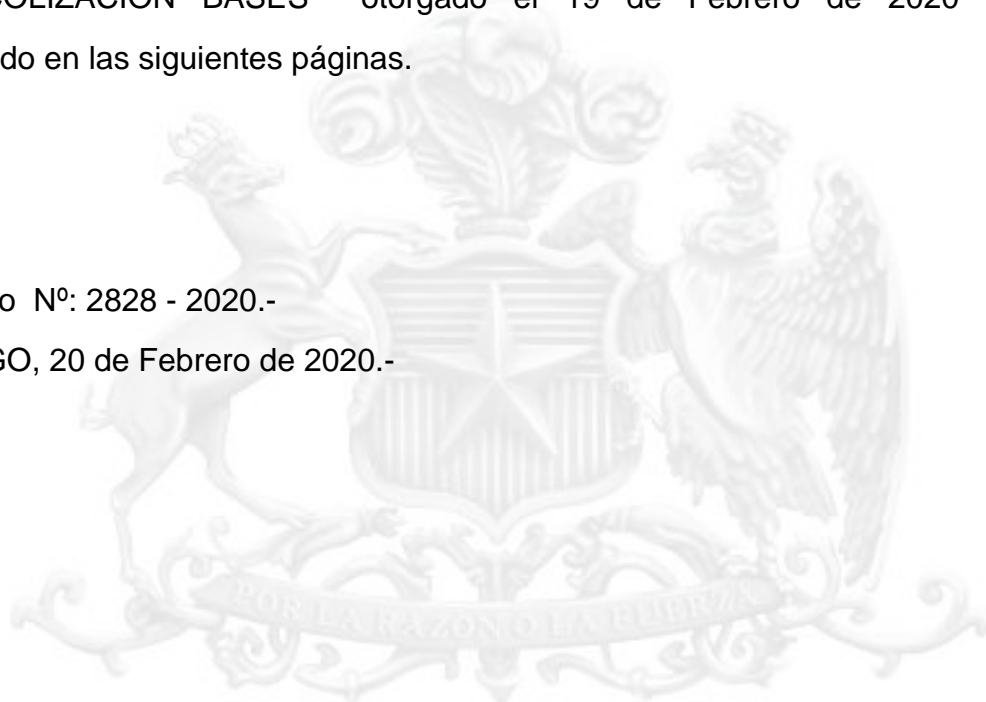 COLIZACION BASES otorgado el 19 de Febrero de 2020
do en las siguientes páginas.
o Nº: 2828 - 2020.-
GO, 20 de Febrero de 2020.-
POR LA RAZON O LA FUERZA